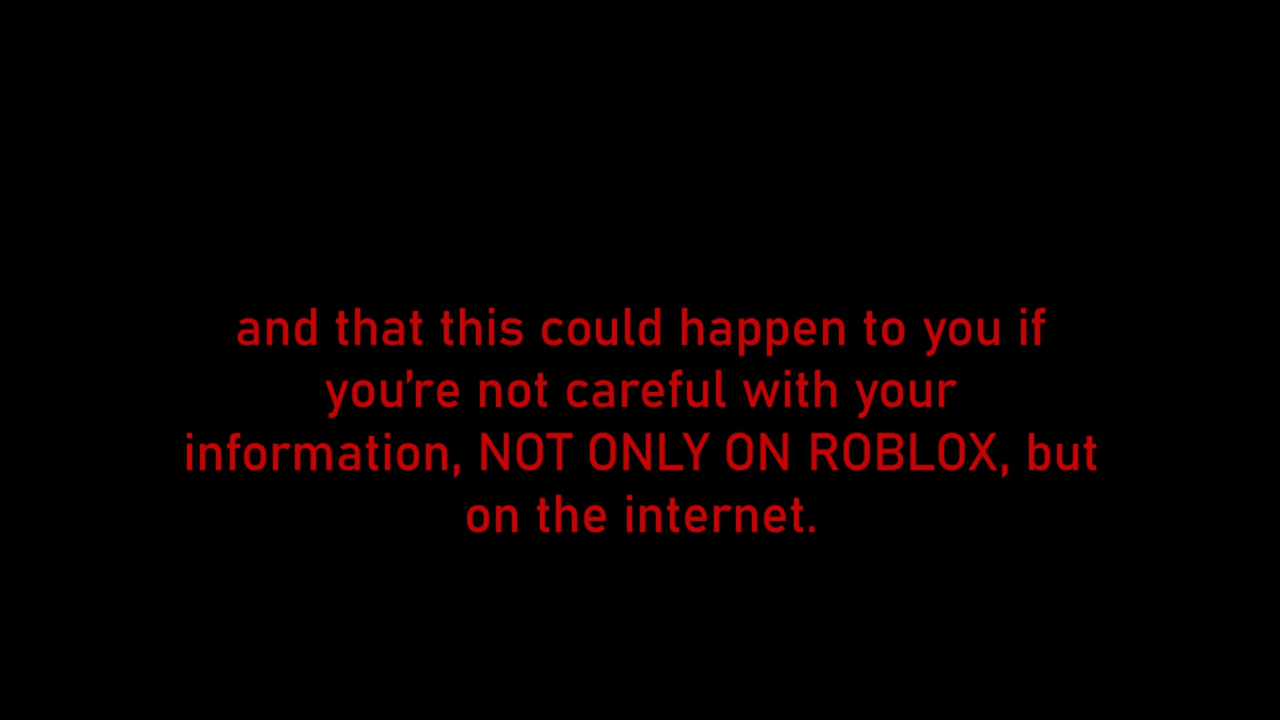 and that this could happen to you if
you're not careful with your
information, NOT ONLY ON ROBLOX, but
on the internet.